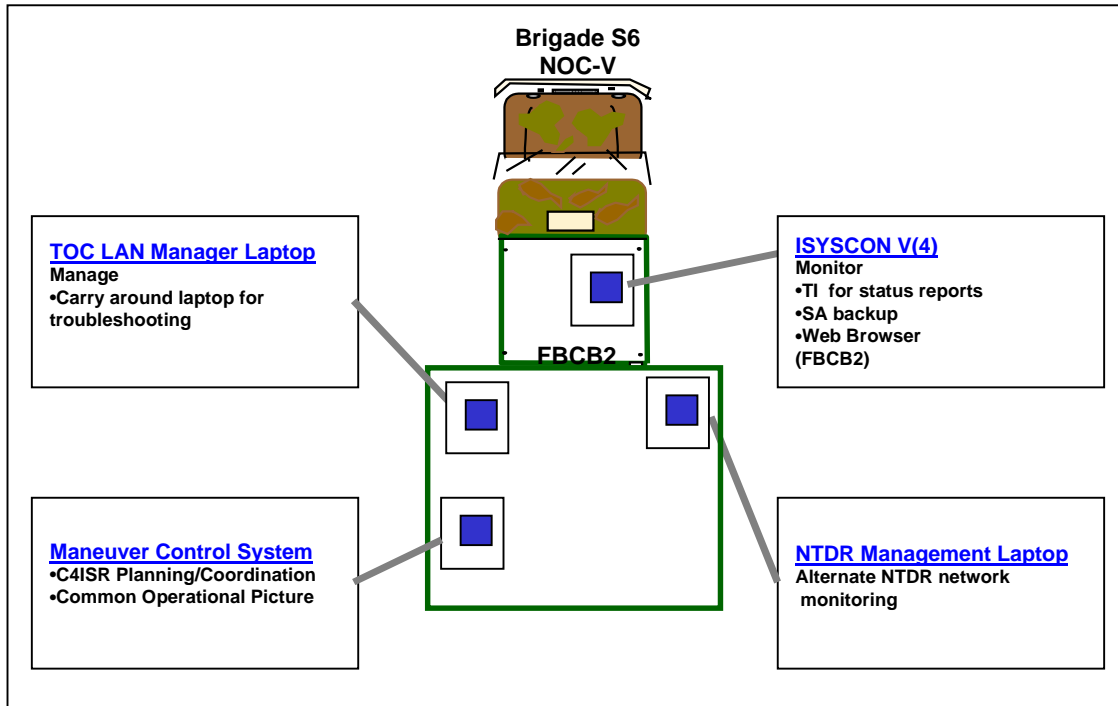 Brigade S6
NOC-V
TOC LAN Manager Laptop
Manage
•Carry around laptop for
troubleshooting
ISYSCON V(4)
Monitor
•TI for status reports
•SA backup
•Web Browser
(FBCB2)
FBCB2
Maneuver Control System
•C4ISR Planning/Coordination
•Common Operational Picture
NTDR Management Laptop
Alternate NTDR network
monitoring